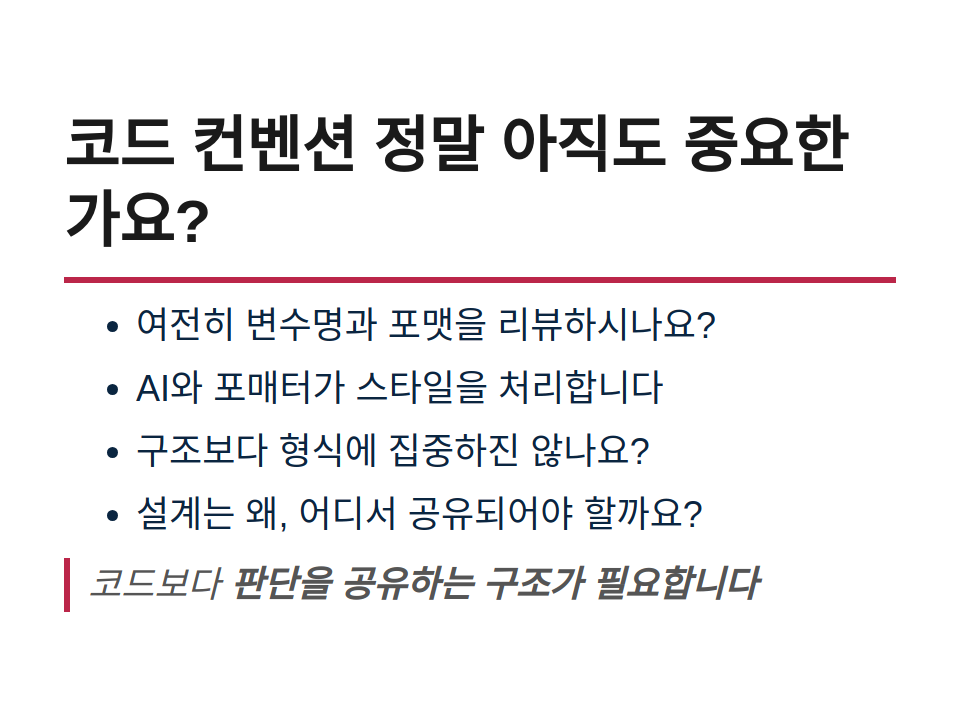 코드 컨벤션 정말 아직도 중요한
가요?
• 여전히 변수명과 포맷을 리뷰하시나요?
• AI와 포매터가 스타일을 처리합니다
• 구조보다 형식에 집중하진 않나요?
• 설계는 왜, 어디서 공유되어야 할까요?
코드보다 판단을 공유하는 구조가 필요합니다